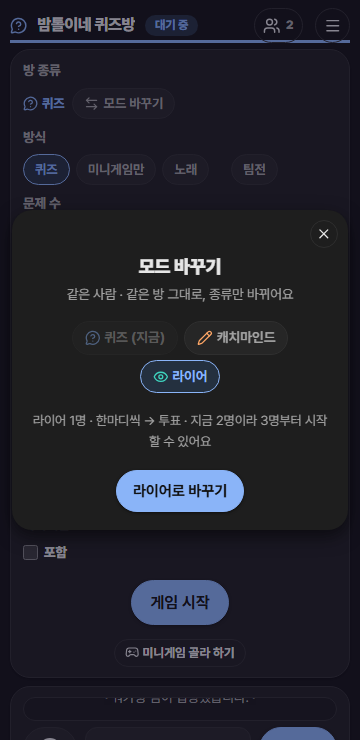 밤톨이네 퀴즈방 대기 중 2
방 종류
퀴즈 모드 바꾸기
방식
퀴즈 미니게임만 노래 팀전
문제 수
모드 바꾸기
같은 사람 · 같은 방 그대로, 종류만 바뀌어요
퀴즈 (지금) 캐치마인드
라이어
라이어 1명 · 한마디씩 → 투표 · 지금 2명이라 3명부터 시작
할 수 있어요
라이어로 바꾸기
포함
게임 시작
미니게임 골라 하기